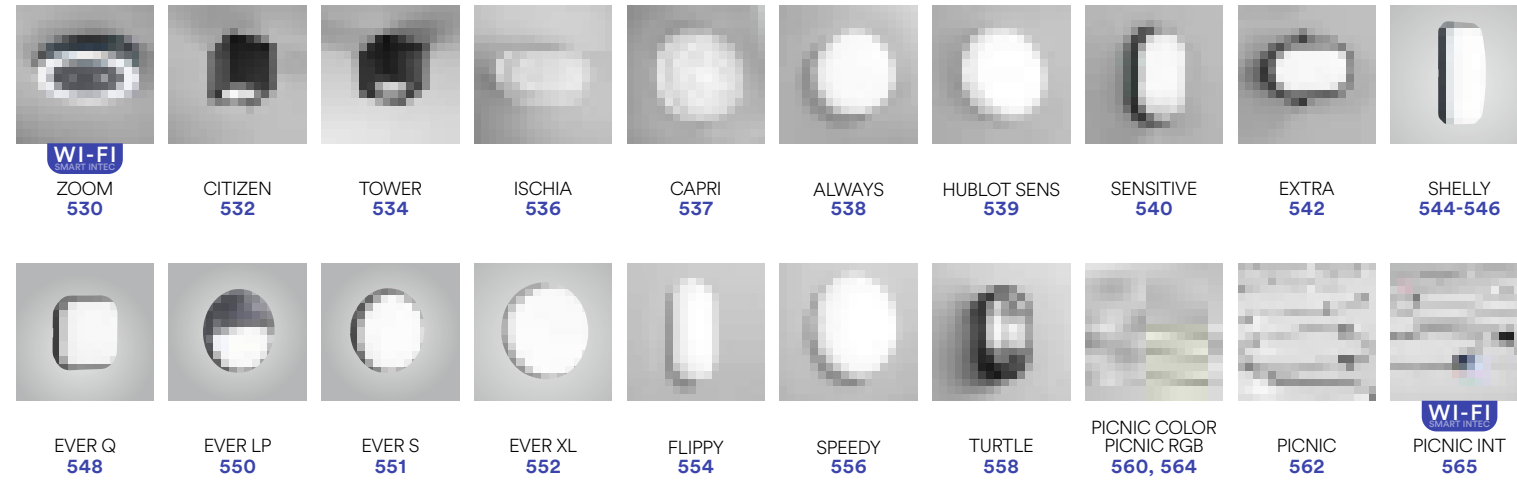 WI-FI
SMART INTEC
ZOOM
530
CITIZEN
532
TOWER
534
ISCHIA
536
CAPRI
537
ALWAYS
538
HUBLOT SENS
539
SENSITIVE
540
EXTRA
542
SHELLY
544-546
EVER Q
548
EVER LP
550
EVER S
551
EVER XL
552
FLIPPY
554
SPEEDY
556
TURTLE
558
PICNIC COLOR
PICNIC RGB
560, 564
PICNIC
562
WI-FI
SMART INTEC
PICNIC INT
565